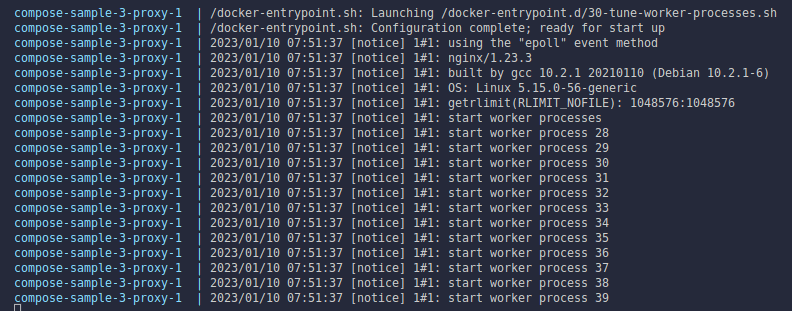 compose-sample-3-proxy-1  | /docker-entrypoint.sh: Launching /docker-entrypoint.d/30-tune-worker-processes.sh
compose-sample-3-proxy-1  | /docker-entrypoint.sh: Configuration complete; ready for start up
compose-sample-3-proxy-1  | 2023/01/10 07:51:37 [notice] 1#1: using the "epoll" event method
compose-sample-3-proxy-1  | 2023/01/10 07:51:37 [notice] 1#1: nginx/1.23.3
compose-sample-3-proxy-1  | 2023/01/10 07:51:37 [notice] 1#1: built by gcc 10.2.1 20210110 (Debian 10.2.1-6)
compose-sample-3-proxy-1  | 2023/01/10 07:51:37 [notice] 1#1: OS: Linux 5.15.0-56-generic
compose-sample-3-proxy-1  | 2023/01/10 07:51:37 [notice] 1#1: getrlimit(RLIMIT_NOFILE): 1048576:1048576
compose-sample-3-proxy-1  | 2023/01/10 07:51:37 [notice] 1#1: start worker processes
compose-sample-3-proxy-1  | 2023/01/10 07:51:37 [notice] 1#1: start worker process 28
compose-sample-3-proxy-1  | 2023/01/10 07:51:37 [notice] 1#1: start worker process 29
compose-sample-3-proxy-1  | 2023/01/10 07:51:37 [notice] 1#1: start worker process 30
compose-sample-3-proxy-1  | 2023/01/10 07:51:37 [notice] 1#1: start worker process 31
compose-sample-3-proxy-1  | 2023/01/10 07:51:37 [notice] 1#1: start worker process 32
compose-sample-3-proxy-1  | 2023/01/10 07:51:37 [notice] 1#1: start worker process 33
compose-sample-3-proxy-1  | 2023/01/10 07:51:37 [notice] 1#1: start worker process 34
compose-sample-3-proxy-1  | 2023/01/10 07:51:37 [notice] 1#1: start worker process 35
compose-sample-3-proxy-1  | 2023/01/10 07:51:37 [notice] 1#1: start worker process 36
compose-sample-3-proxy-1  | 2023/01/10 07:51:37 [notice] 1#1: start worker process 37
compose-sample-3-proxy-1  | 2023/01/10 07:51:37 [notice] 1#1: start worker process 38
compose-sample-3-proxy-1  | 2023/01/10 07:51:37 [notice] 1#1: start worker process 39